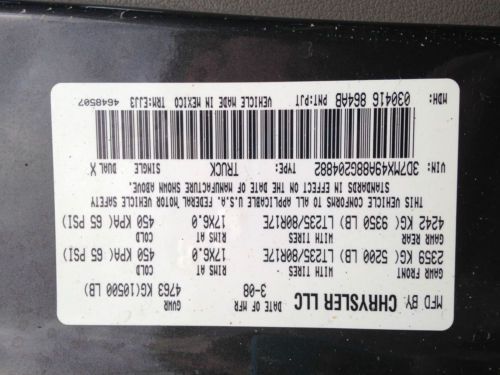 MFD BY: CHRYSLER LLC DATE OF MFR GVWR
3-08 4763 KG(10500 LB)
GAWR FRONT WITH TIRES RIMS AT COLD
2359 KG( 5200 LB) LT235/80R17E 17X6.0 450 KPA( 65 PSI)
GAWR REAR WITH TIRES RIMS AT COLD
4242 KG( 9350 LB) LT235/80R17E 17X6.0 450 KPA( 65 PSI)
THIS VEHICLE CONFORMS TO ALL APPLICABLE FEDERAL MOTOR VEHICLE SAFETY
STANDARDS IN EFFECT ON THE DATE OF MANUFACTURE SHOWN ABOVE.
VIN: 3D7MX49A88G204882 TYPE: TRUCK SINGLE DUAL X
MDH: 030416 864AB PNT:PJT VEHICLE MADE IN MEXICO TRM:EJJ3 4648507